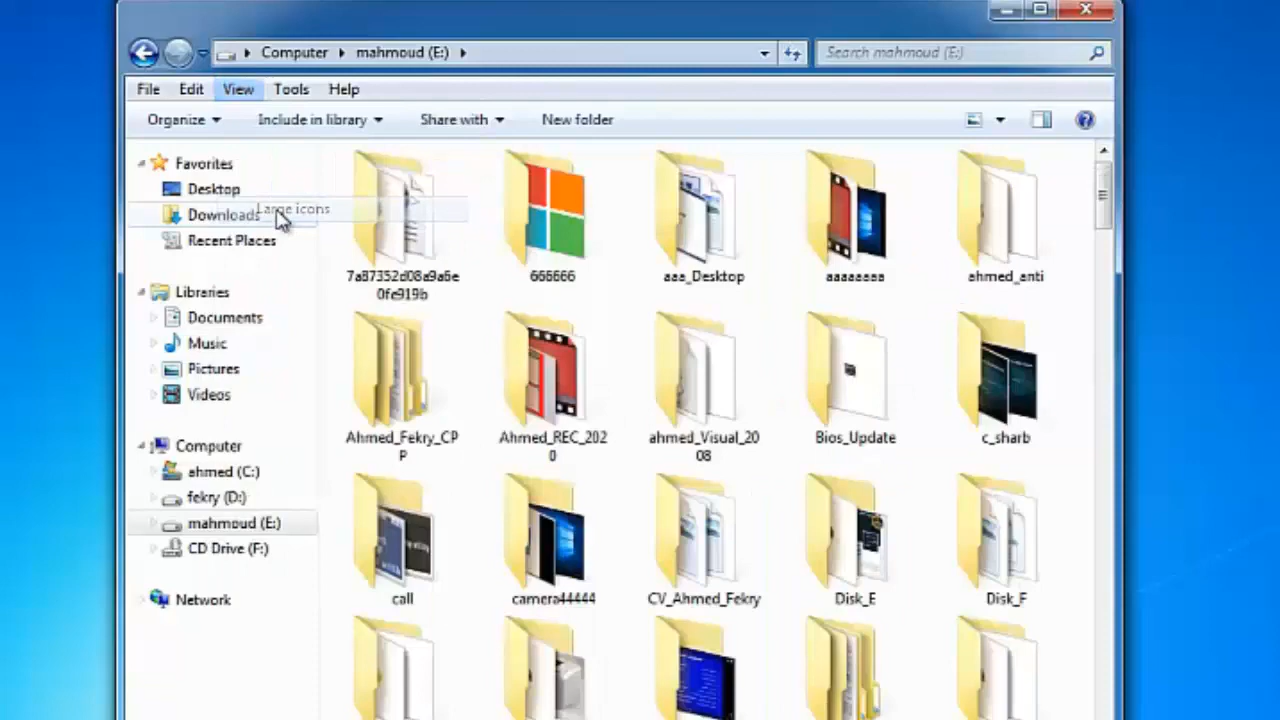 Computer
mahmoud (E:)
Search mahmoud (E:)
File
Edit
View
Tools
Help
Organize
Include in library
Share with
New folder
Favorites
Desktop
Downloads
Large icons
Recent Places
Libraries
Documents
Music
Pictures
Videos
Computer
ahmed (C:)
fekry (D:)
mahmoud (E:)
CD Drive (F:)
Network
7a87352d08a9a6e
0fe919b
666666
aaa_Desktop
aaaaaaaa
ahmed_anti
Ahmed_Fekry_CP
P
Ahmed_REC_202
0
ahmed_Visual_20
08
Bios_Update
c_sharb
call
camera44444
CV_Ahmed_Fekry
Disk_E
Disk_F